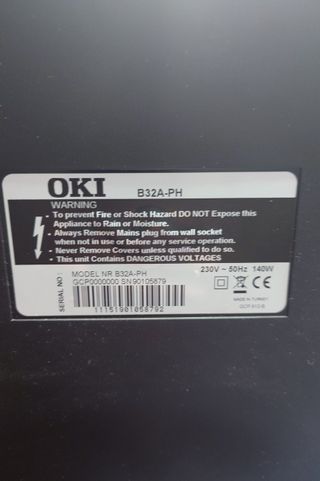 OKI B32A-PH
WARNING
- To prevent Fire or Shock Hazard DO NOT Expose this
Appliance to Rain or Moisture.
- Always Remove Mains plug from wall socket
when not in use or before any service operation.
- Never Remove Covers unless qualified to do so.
- This unit Contains DANGEROUS VOLTAGES
SERIAL NO :
MODEL NR B32A-PH
GCP0000000 SN90105879
11151901058792
230V ~ 50Hz 140W
CE
MADE IN TURKEY